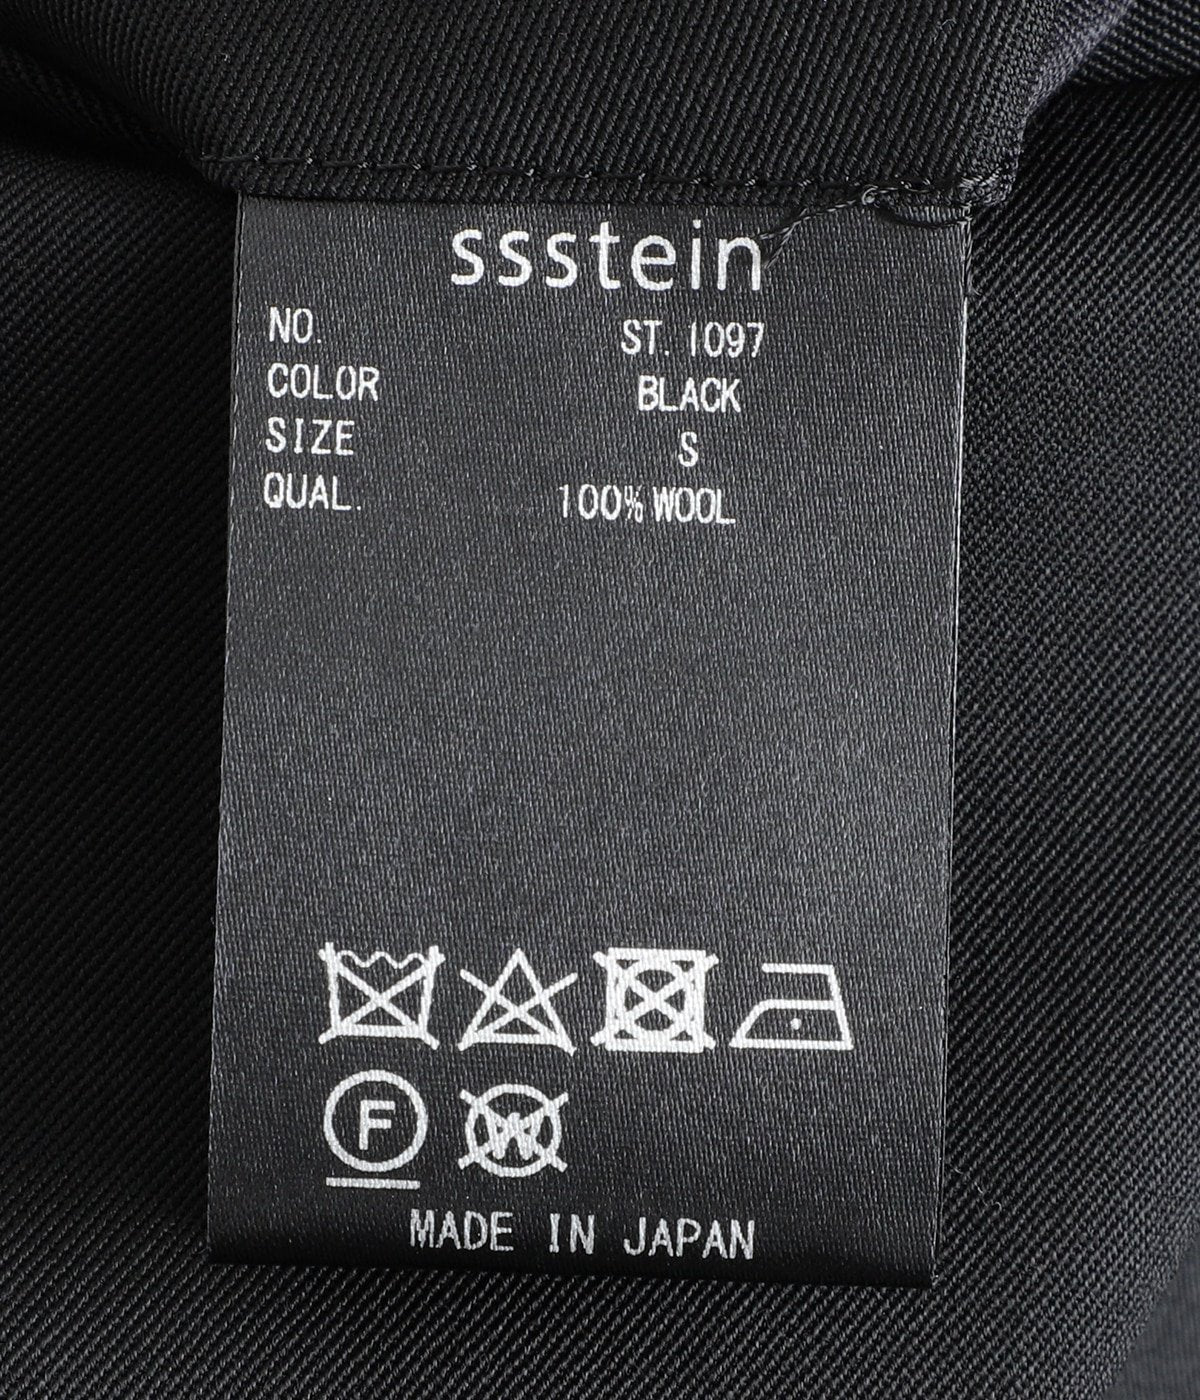 ssstein
NO. ST. 1097
COLOR BLACK
SIZE S
QUAL. 100% WOOL
F W
MADE IN JAPAN